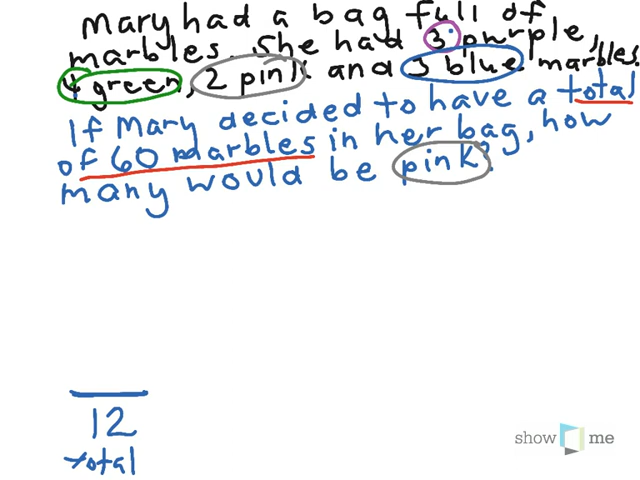 Mary had a bag full of
marbles. She had 3 purple,
4 green, 2 pink and 3 blue marbles.
If Mary decided to have a total
of 60 marbles in her bag, how
many would be pink?
12
total
show me